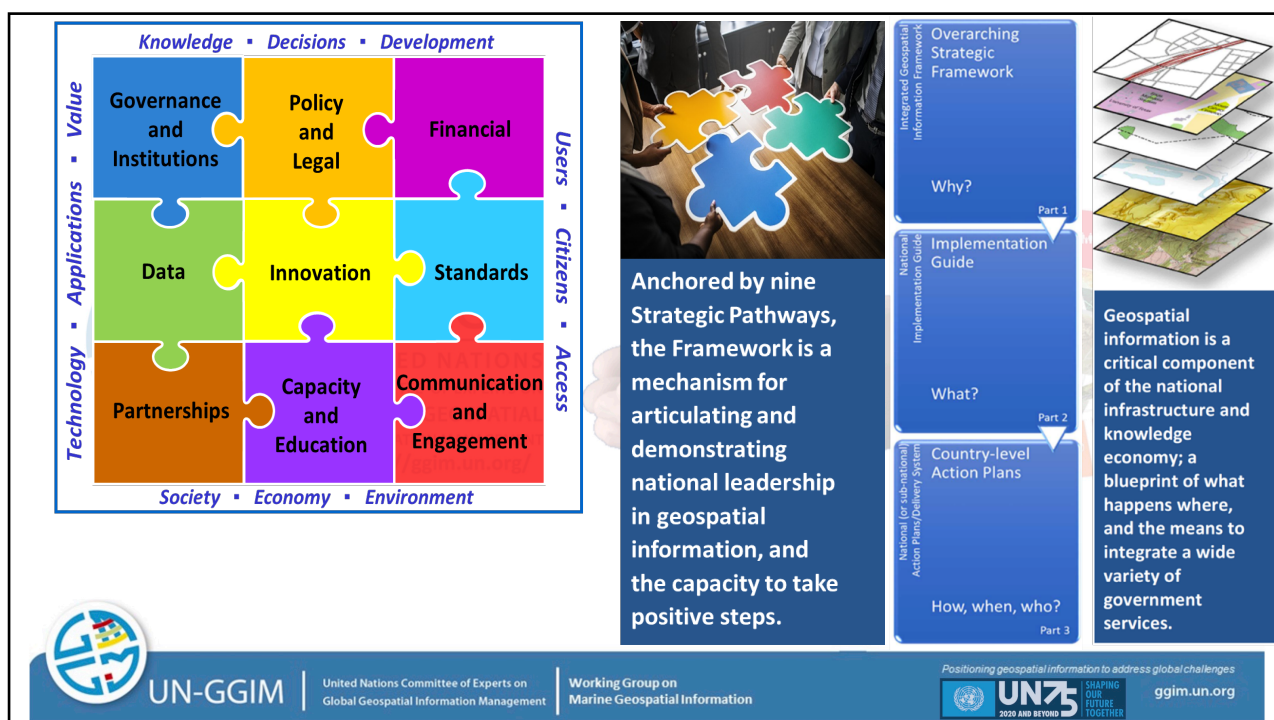 Knowledge ▪ Decisions ▪ Development
Technology ▪ Applications ▪ Value
Governance
and
Institutions
Policy
and
Legal
Financial
Data
Innovation
Standards
Partnerships
Capacity
and
Education
Communication
and
Engagement
Users ▪ Citizens ▪ Access
Society ▪ Economy ▪ Environment
Anchored by nine
Strategic Pathways,
the Framework is a
mechanism for
articulating and
demonstrating
national leadership
in geospatial
information, and
the capacity to take
positive steps.
Integrated Geospatial
Information Framework
Overarching
Strategic
Framework
Why?
Part 1
National
Implementation Guide
Implementation
Guide
What?
Part 2
National (or sub-national)
Action Plans/Delivery System
Country-level
Action Plans
How, when, who?
Part 3
Geospatial
information is a
critical component
of the national
infrastructure and
knowledge
economy; a
blueprint of what
happens where,
and the means to
integrate a wide
variety of
government
services.
UN-GGIM
United Nations Committee of Experts on
Global Geospatial Information Management
Working Group on
Marine Geospatial Information
Positioning geospatial information to address global challenges
UN75
2020 AND BEYOND
SHAPING
OUR
FUTURE
TOGETHER
ggim.un.org